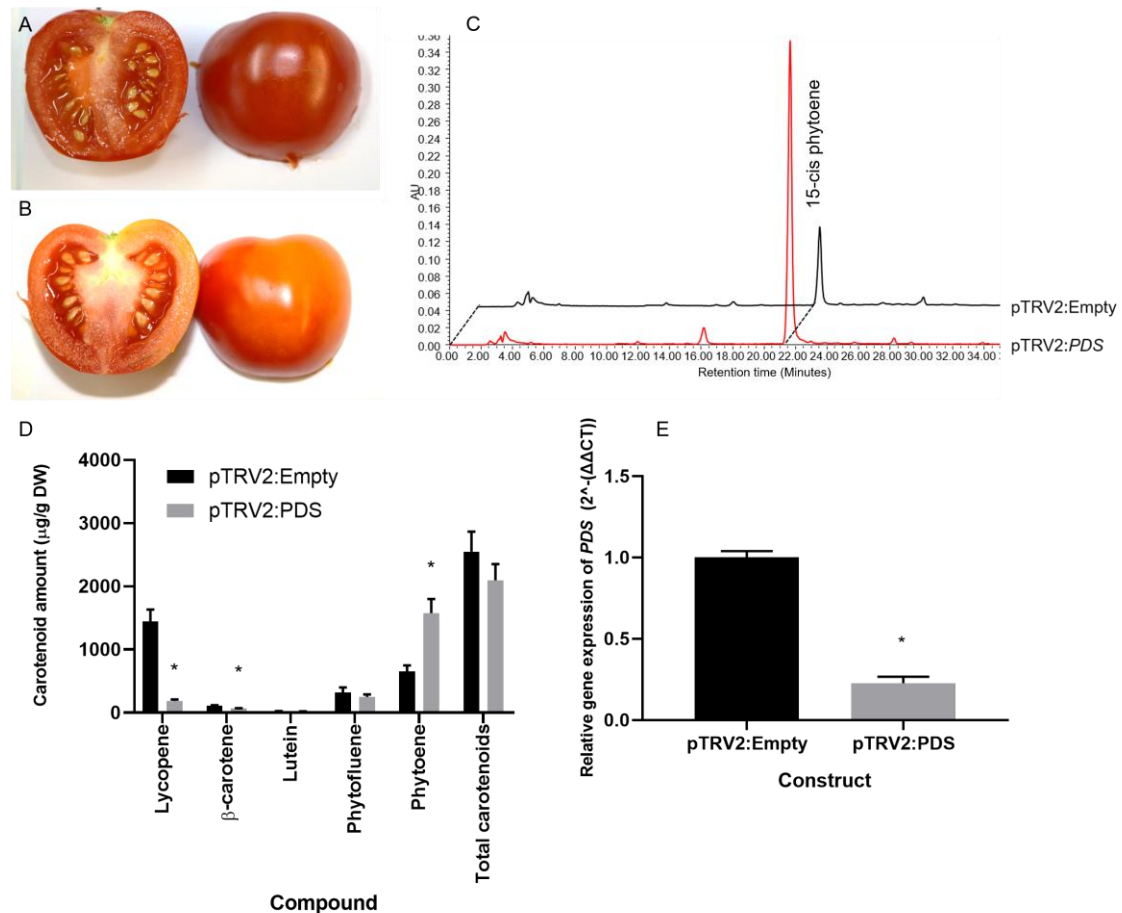 A
B
C
0.36
0.34
0.32
0.30
0.28
0.26
0.24
0.22
0.20
0.18
0.16
0.14
0.12
0.10
0.08
0.06
0.04
0.02
0.00
AU
15-cis phytoene
pTRV2:Empty
pTRV2:PDS
0.00 2.00 4.00 6.00 8.00 10.00 12.00 14.00 16.00 18.00 20.00 22.00 24.00 26.00 28.00 30.00 32.00 34.00
Retention time (Minutes)
D
Carotenoid amount (µg/g DW)
4000
3000
2000
1000
0
pTRV2:Empty
pTRV2:PDS
*
*
*
Lycopene
β-carotene
Lutein
Phytofluene
Phytoene
Total carotenoids
Compound
E
Relative gene expression of PDS (2^-(ΔΔCT))
1.5
1.0
0.5
0.0
*
pTRV2:Empty
pTRV2:PDS
Construct